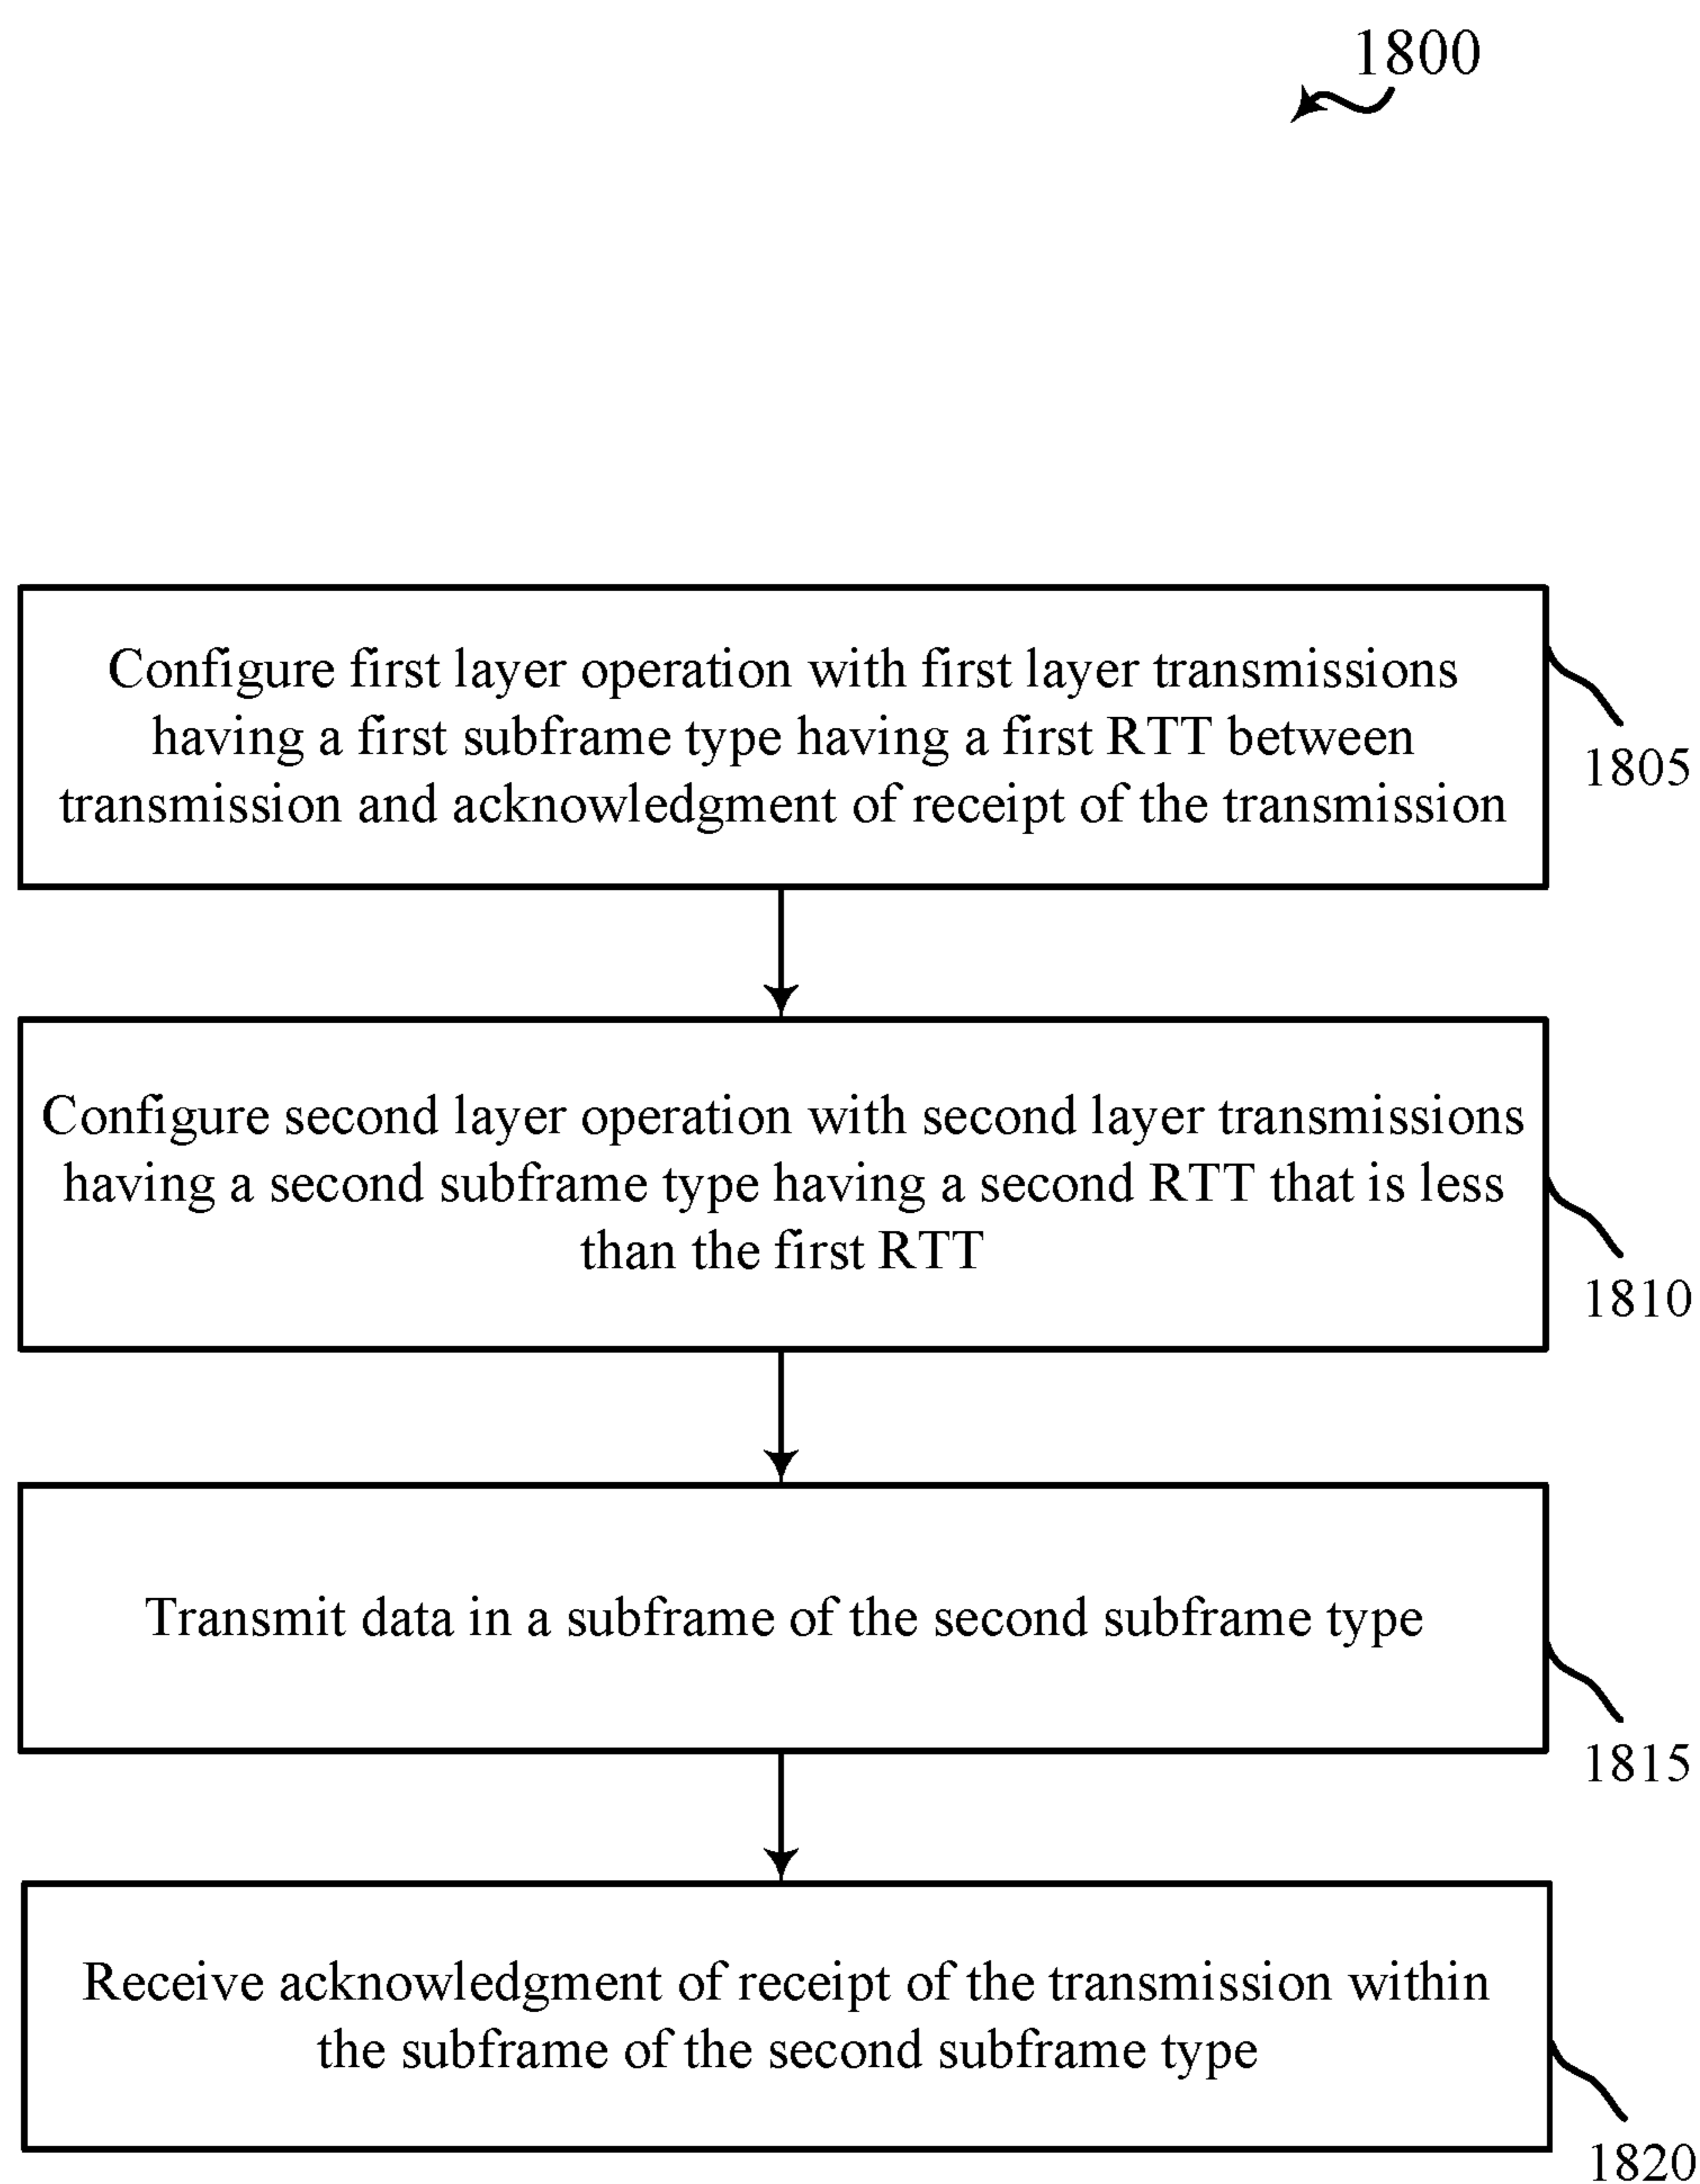 1800
Configure first layer operation with first layer transmissions
having a first subframe type having a first RTT between
transmission and acknowledgment of receipt of the transmission
1805
Configure second layer operation with second layer transmissions
having a second subframe type having a second RTT that is less
than the first RTT
1810
Transmit data in a subframe of the second subframe type
1815
Receive acknowledgment of receipt of the transmission within
the subframe of the second subframe type
1820